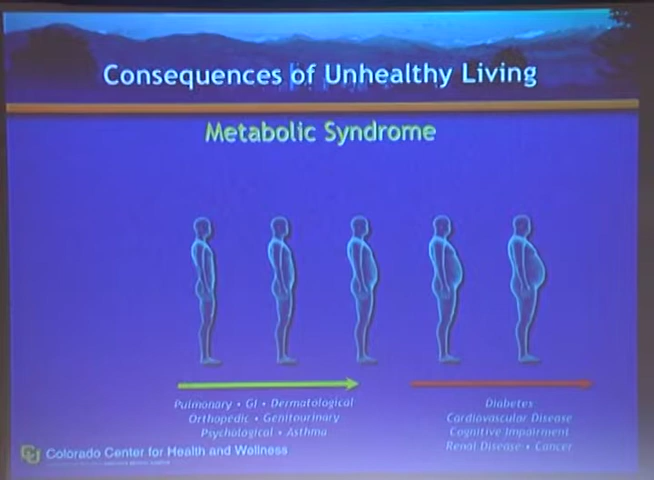 Consequences of Unhealthy Living
Metabolic Syndrome
Pulmonary • GI • Dermatological
Orthopedic • Genitourinary
Psychological • Asthma
Diabetes
Cardiovascular Disease
Cognitive Impairment
Renal Disease • Cancer
CU
Colorado Center for Health and Wellness